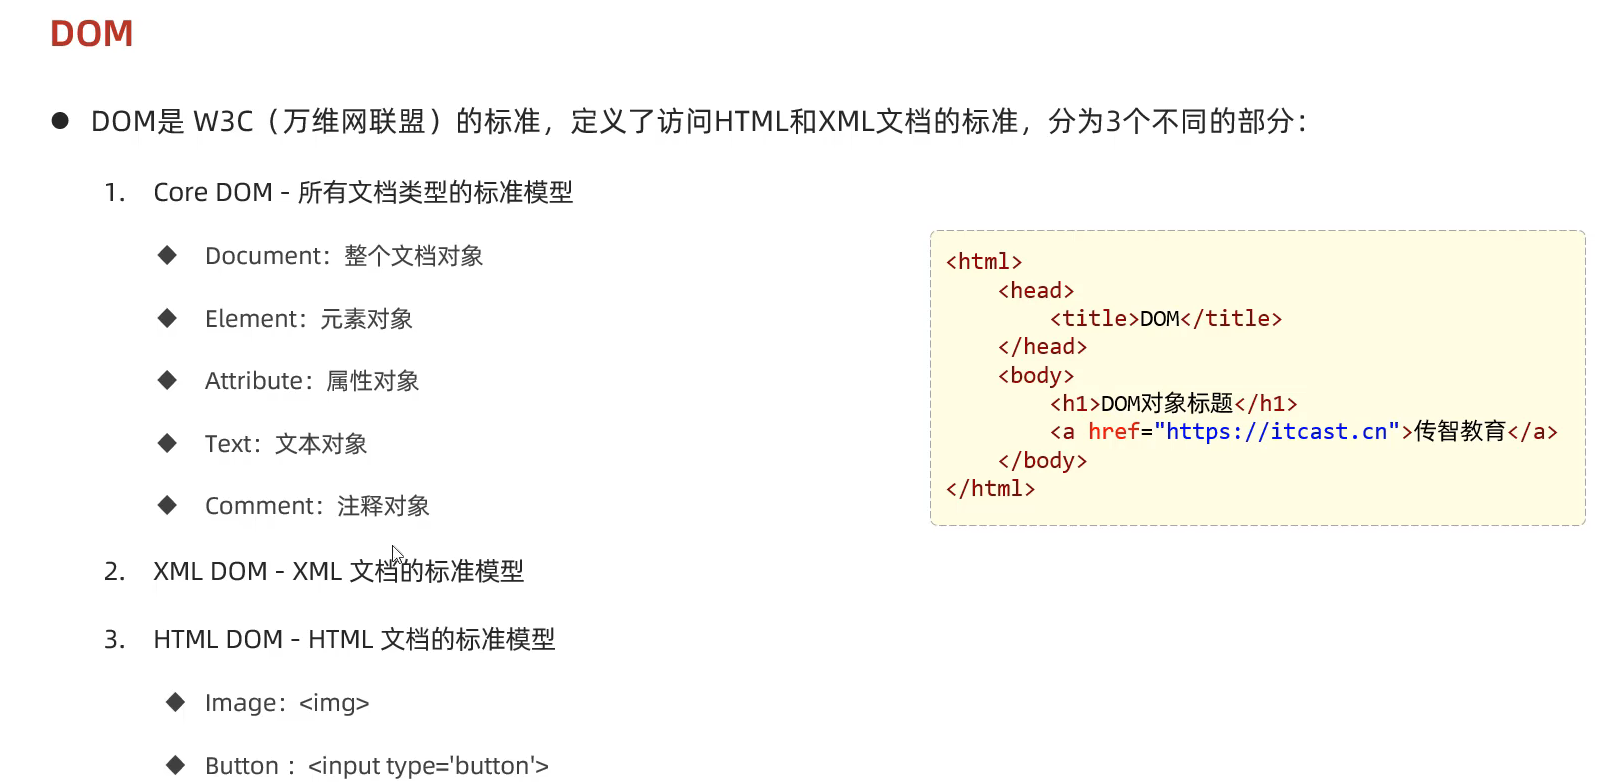 DOM
DOM是 W3C（万维网联盟）的标准，定义了访问HTML和XML文档的标准，分为3个不同的部分：
1. Core DOM - 所有文档类型的标准模型
Document：整个文档对象
Element：元素对象
Attribute：属性对象
Text：文本对象
Comment：注释对象
2. XML DOM - XML 文档的标准模型
3. HTML DOM - HTML 文档的标准模型
Image：<img>
Button ：<input type='button'>
<html>
<head>
<title>DOM</title>
</head>
<body>
<h1>DOM对象标题</h1>
<a href="https://itcast.cn">传智教育</a>
</body>
</html>